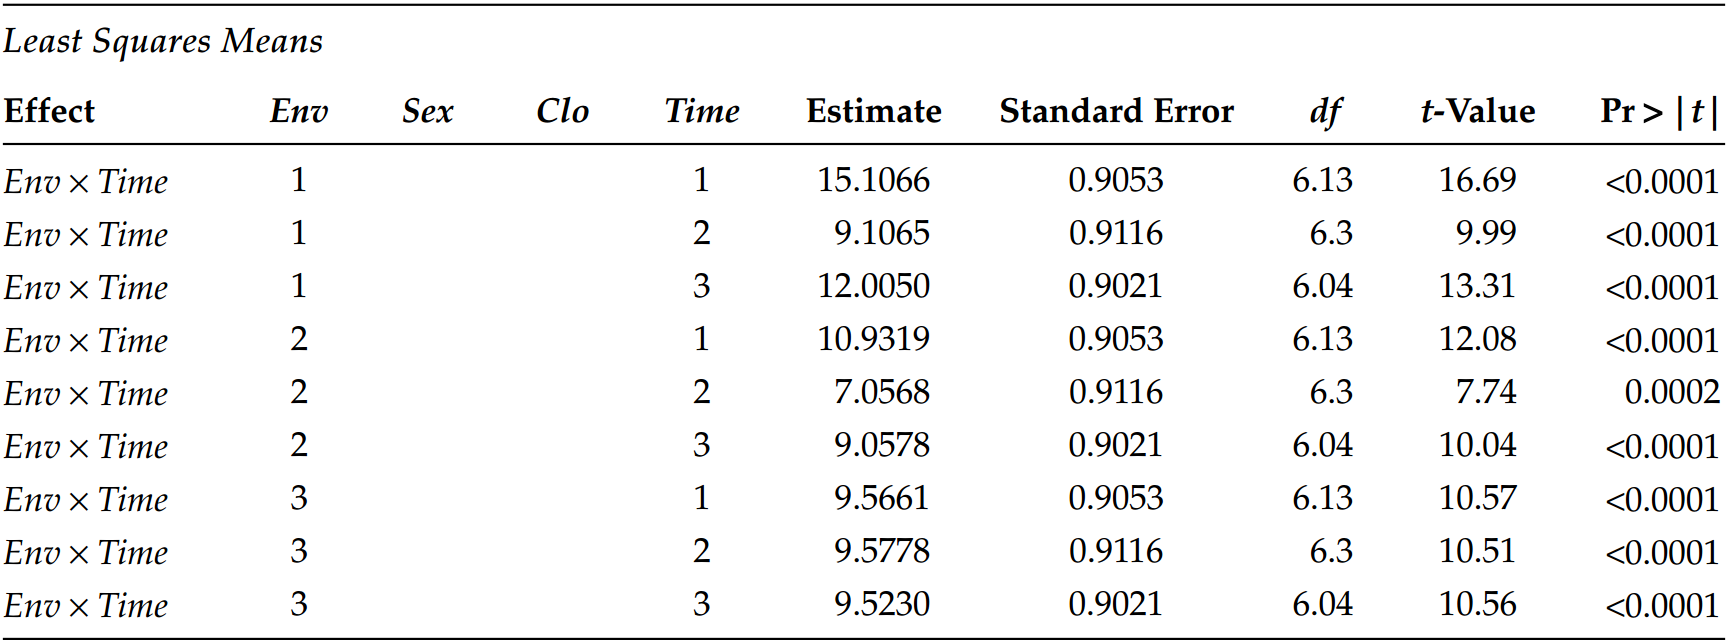 Least Squares Means
Effect Env Sex Clo Time Estimate Standard Error df t-Value Pr > |t|
Env × Time 1 1 15.1066 0.9053 6.13 16.69 <0.0001
Env × Time 1 2 9.1065 0.9116 6.3 9.99 <0.0001
Env × Time 1 3 12.0050 0.9021 6.04 13.31 <0.0001
Env × Time 2 1 10.9319 0.9053 6.13 12.08 <0.0001
Env × Time 2 2 7.0568 0.9116 6.3 7.74 0.0002
Env × Time 2 3 9.0578 0.9021 6.04 10.04 <0.0001
Env × Time 3 1 9.5661 0.9053 6.13 10.57 <0.0001
Env × Time 3 2 9.5778 0.9116 6.3 10.51 <0.0001
Env × Time 3 3 9.5230 0.9021 6.04 10.56 <0.0001